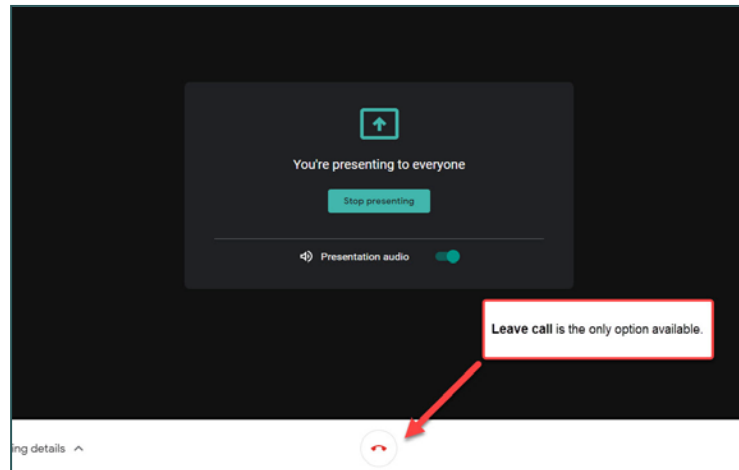 You're presenting to everyone
Stop presenting
Presentation audio
Leave call is the only option available.
ing details